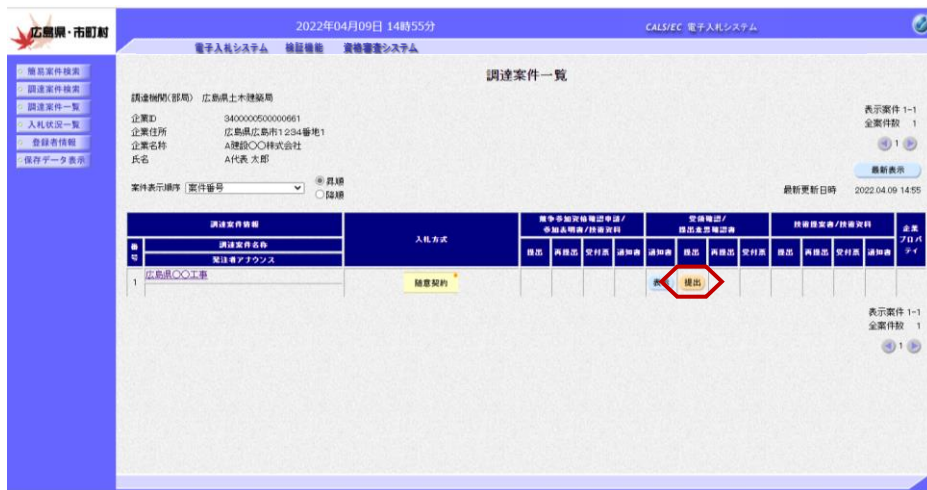 広島県・市町村
2022年04月09日 14時55分
CALS/EC 電子入札システム
電子入札システム 検証機能 資格審査システム
簡易案件検索
調達案件検索
調達案件一覧
入札状況一覧
登録者情報
保存データ表示
調達案件一覧
調達機関(部局) 広島県土木建築局
企業ID 3400000500000661
企業住所 広島県広島市1234番地1
企業名称 A建設〇〇株式会社
氏名 A代表 太郎
表示案件 1-1
全案件数 1
1
最新表示
案件表示順序 案件番号
昇順
降順
最新更新日時 2022.04.09 14:55
調達案件情報
番号
調達案件名称
発注者アナウンス
入札方式
競争参加資格確認申請/
参加表明書/技術資料
提出 再提出 受付票 通知書
受領確認/
提出意思確認書
通知書 提出 再提出 受付票
技術提案書/技術資料
提出 再提出 受付票 通知書
企業プロパティ
1 広島県〇〇工事 随意契約 提出
表示案件 1-1
全案件数 1
1